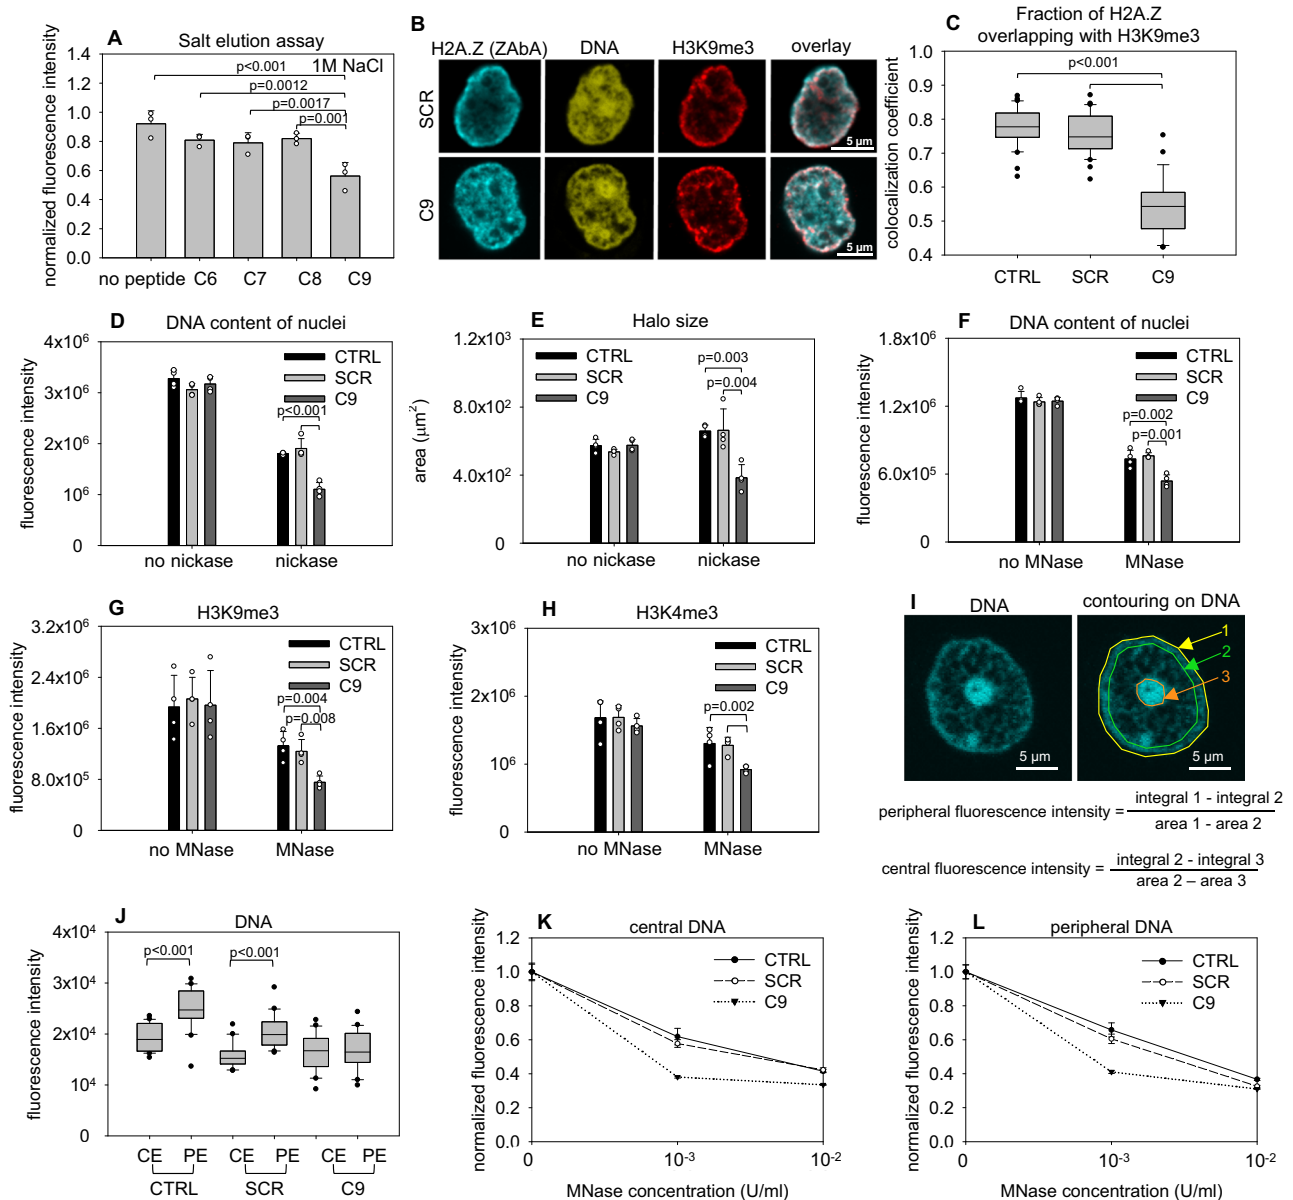 A
Salt elution assay
normalized fluorescence intensity
1.4
1.2
1.0
0.8
0.6
0.4
0.2
0.0
p<0.001
1M NaCl
p=0.0012
p=0.0017
p=0.001
no peptide C6 C7 C8 C9
B
H2A.Z (ZAbA) DNA H3K9me3 overlay
SCR
5 µm
C9
5 µm
C
Fraction of H2A.Z
overlapping with H3K9me3
colocalization coefficient
1.0
0.9
0.8
0.7
0.6
0.5
0.4
p<0.001
CTRL SCR C9
D
DNA content of nuclei
fluorescence intensity
4x10⁶
3x10⁶
2x10⁶
10⁶
0
CTRL
SCR
C9
p<0.001
no nickase nickase
E
Halo size
area (µm²)
1.2x10³
8.0x10²
4.0x10²
0
CTRL
SCR
C9
p=0.003
p=0.004
no nickase nickase
F
DNA content of nuclei
fluorescence intensity
1.8x10⁶
1.2x10⁶
6.0x10⁵
0
CTRL
SCR
C9
p=0.002
p=0.001
no MNase MNase
G
H3K9me3
fluorescence intensity
3.2x10⁶
2.4x10⁶
1.6x10⁶
8.0x10⁵
0
CTRL
SCR
C9
p=0.004
p=0.008
no MNase MNase
H
H3K4me3
fluorescence intensity
3x10⁶
2x10⁶
10⁶
0
CTRL
SCR
C9
p=0.002
no MNase MNase
I
DNA
contouring on DNA
1
2
3
5 µm
5 µm
peripheral fluorescence intensity = integral 1 - integral 2
area 1 - area 2
central fluorescence intensity = integral 2 - integral 3
area 2 – area 3
J
DNA
fluorescence intensity
4x10⁴
3x10⁴
2x10⁴
10⁴
0
p<0.001
p<0.001
CE PE CE PE CE PE
CTRL SCR C9
K
central DNA
normalized fluorescence intensity
1.2
1.0
0.8
0.6
0.4
0.2
0.0
CTRL
SCR
C9
0 10⁻³ 10⁻²
MNase concentration (U/ml)
L
peripheral DNA
normalized fluorescence intensity
1.2
1.0
0.8
0.6
0.4
0.2
0.0
CTRL
SCR
C9
0 10⁻³ 10⁻²
MNase concentration (U/ml)